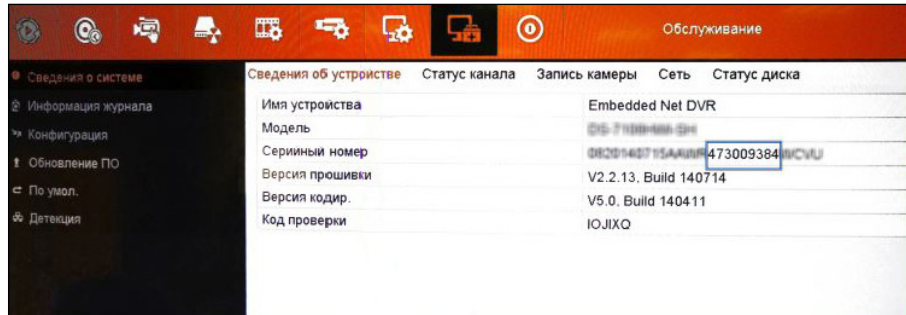 Обслуживание
Сведения о системе
Информация журнала
Конфигурация
Обновление ПО
По умол.
Детекция
Сведения об устройстве Статус канала Запись камеры Сеть Статус диска
Имя устройства Embedded Net DVR
Модель
Серийный номер 473009384
Версия прошивки V2.2.13, Build 140714
Версия кодир. V5.0, Build 140411
Код проверки IOJIXQ